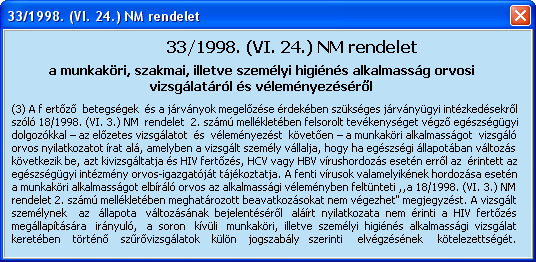 33/1998. (VI. 24.) NM rendelet
33/1998. (VI. 24.) NM rendelet
a munkaköri, szakmai, illetve személyi higiénés alkalmasság orvosi
vizsgálatáról és véleményezéséről
(3) A f ertőző betegségek és a járványok megelőzése érdekében szükséges járványügyi intézkedésekről
szóló 18/1998. (VI. 3.) NM rendelet 2. számú mellékletében felsorolt tevékenységet végző egészségügyi
dolgozókkal – az előzetes vizsgálatot és véleményezést követően – a munkaköri alkalmasságot vizsgáló
orvos nyilatkozatot írat alá, amelyben a vizsgált személy vállalja, hogy ha egészségi állapotában változás
következik be, azt kivizsgáltatja és HIV fertőzés, HCV vagy HBV vírushordozás esetén erről az érintett az
egészségügyi intézmény orvos-igazgatóját tájékoztatja. A fenti vírusok valamelyikének hordozása esetén
a munkaköri alkalmasságot elbíráló orvos az alkalmassági véleményben feltünteti ,,a 18/1998. (VI. 3.) NM
rendelet 2. számú mellékletében meghatározott beavatkozásokat nem végezhet" megjegyzést. A vizsgált
személynek az állapota változásának bejelentéséről aláírt nyilatkozata nem érinti a HIV fertőzés
megállapítására irányuló, a soron kívüli munkaköri, illetve személyi higiénés alkalmassági vizsgálat
keretében történő szűrővizsgálatok külön jogszabály szerinti elvégzésének kötelezettségét.